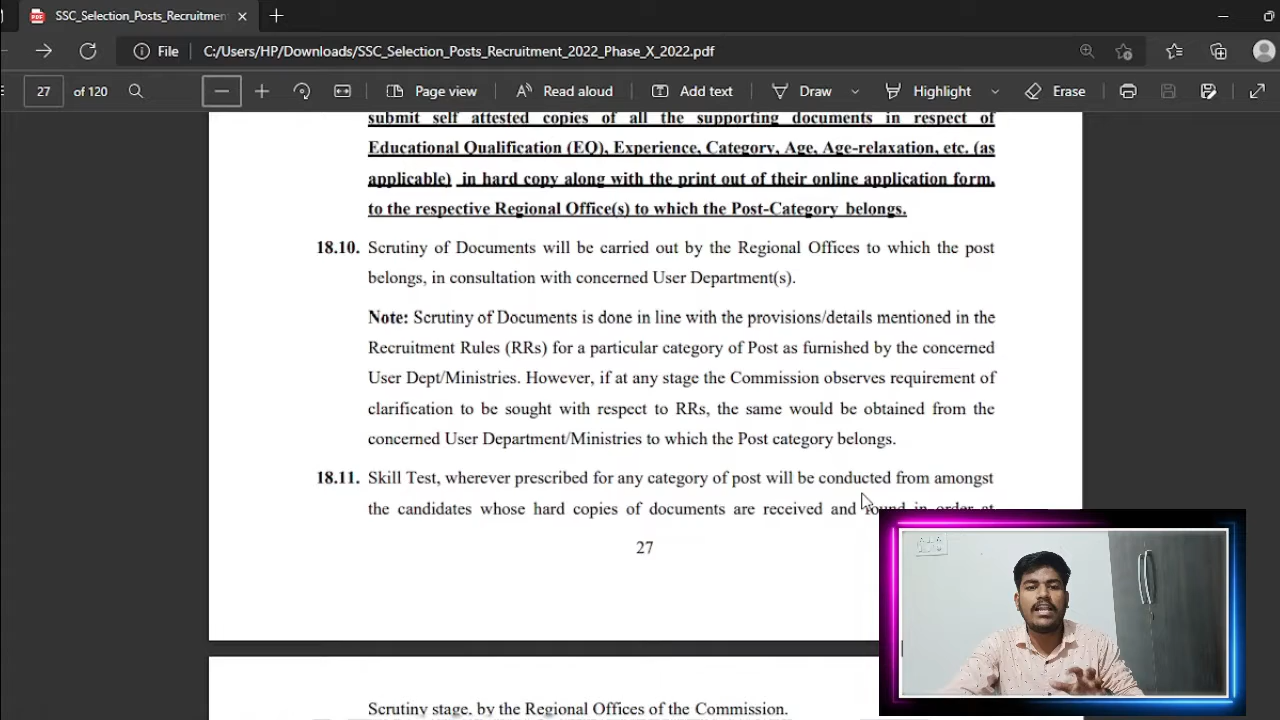 SSC_Selection_Posts_Recruitment
File C:/Users/HP/Downloads/SSC_Selection_Posts_Recruitment_2022_Phase_X_2022.pdf
27 of 120 Page view Read aloud Add text Draw Highlight Erase
submit self attested copies of all the supporting documents in respect of
Educational Qualification (EQ), Experience, Category, Age, Age-relaxation, etc. (as
applicable) in hard copy along with the print out of their online application form,
to the respective Regional Office(s) to which the Post-Category belongs.
18.10. Scrutiny of Documents will be carried out by the Regional Offices to which the post
belongs, in consultation with concerned User Department(s).
Note: Scrutiny of Documents is done in line with the provisions/details mentioned in the
Recruitment Rules (RRs) for a particular category of Post as furnished by the concerned
User Dept/Ministries. However, if at any stage the Commission observes requirement of
clarification to be sought with respect to RRs, the same would be obtained from the
concerned User Department/Ministries to which the Post category belongs.
18.11. Skill Test, wherever prescribed for any category of post will be conducted from amongst
the candidates whose hard copies of documents are received and found in order at
27
Scrutiny stage, by the Regional Offices of the Commission.